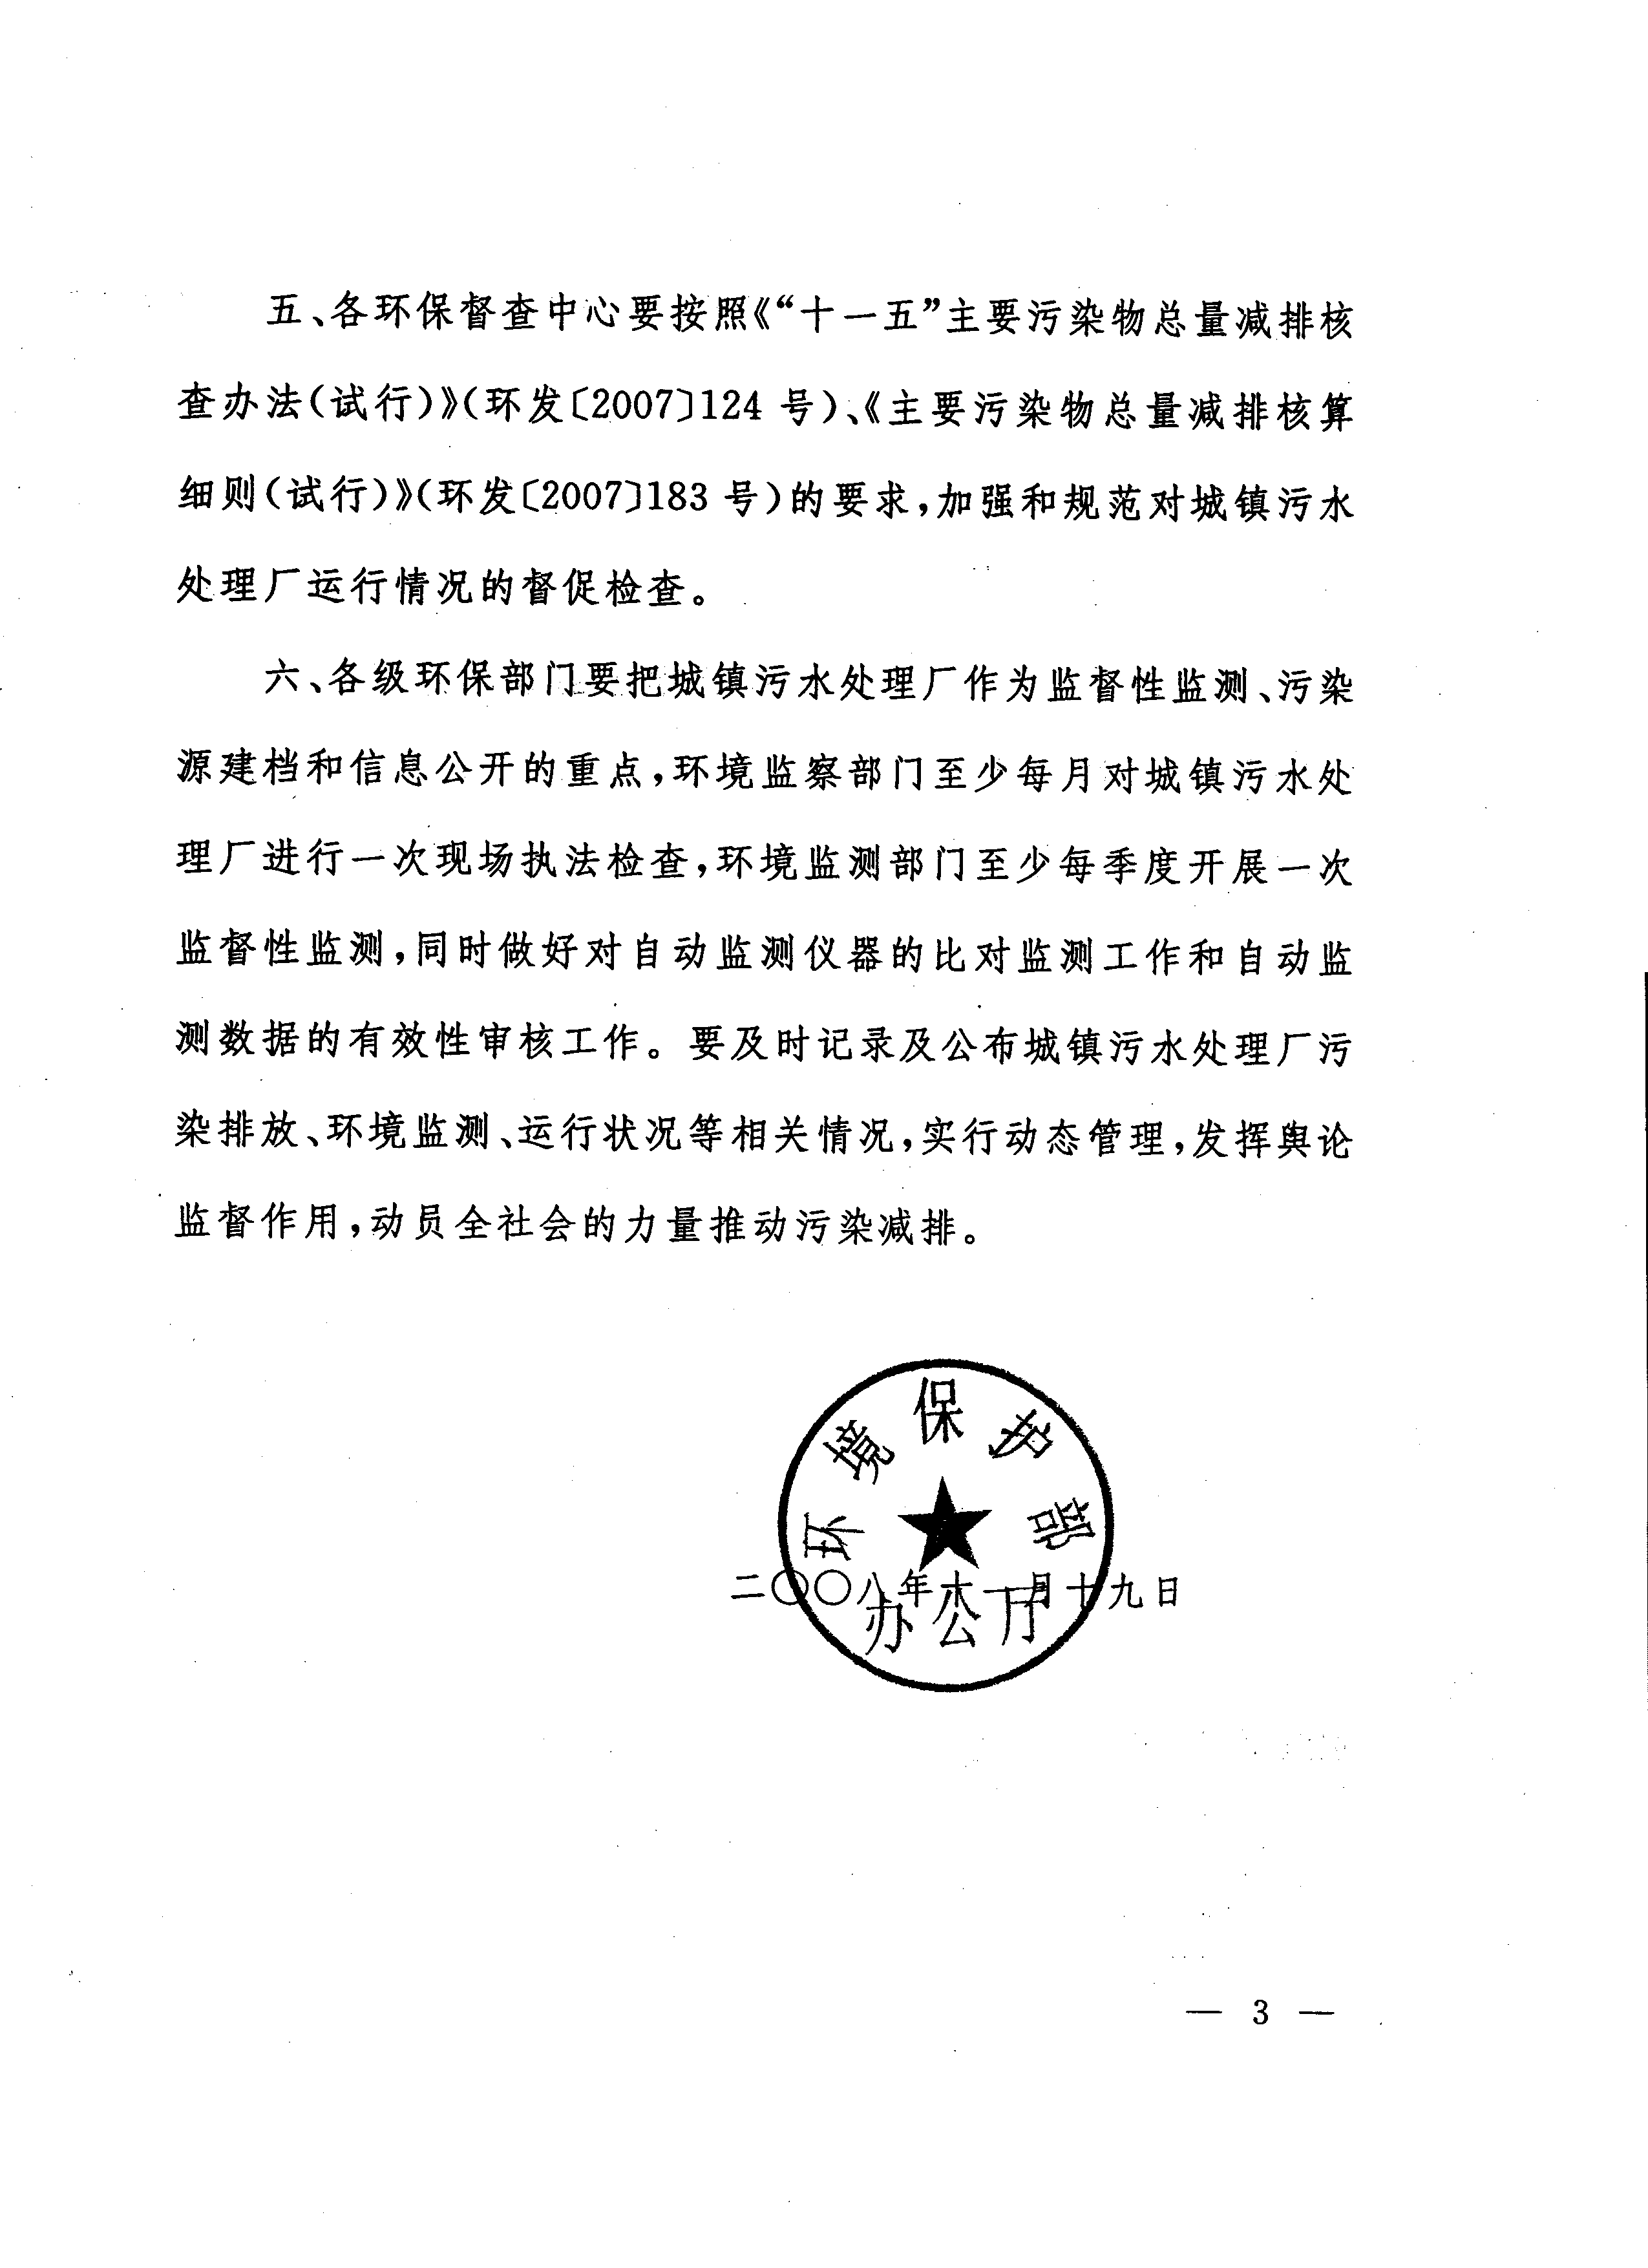 五、各环保督查中心要按照《“十一五”主要污染物总量减排核
查办法(试行)》(环发〔2007〕124 号)、《主要污染物总量减排核算
细则(试行)》(环发〔2007〕183 号)的要求,加强和规范对城镇污水
处理厂运行情况的督促检查。
六、各级环保部门要把城镇污水处理厂作为监督性监测、污染
源建档和信息公开的重点,环境监察部门至少每月对城镇污水处
理厂进行一次现场执法检查,环境监测部门至少每季度开展一次
监督性监测,同时做好对自动监测仪器的比对监测工作和自动监
测数据的有效性审核工作。要及时记录及公布城镇污水处理厂污
染排放、环境监测、运行状况等相关情况,实行动态管理,发挥舆论
监督作用,动员全社会的力量推动污染减排。
环境保护部
二〇〇八年十一月十九日
办公厅
— 3 —